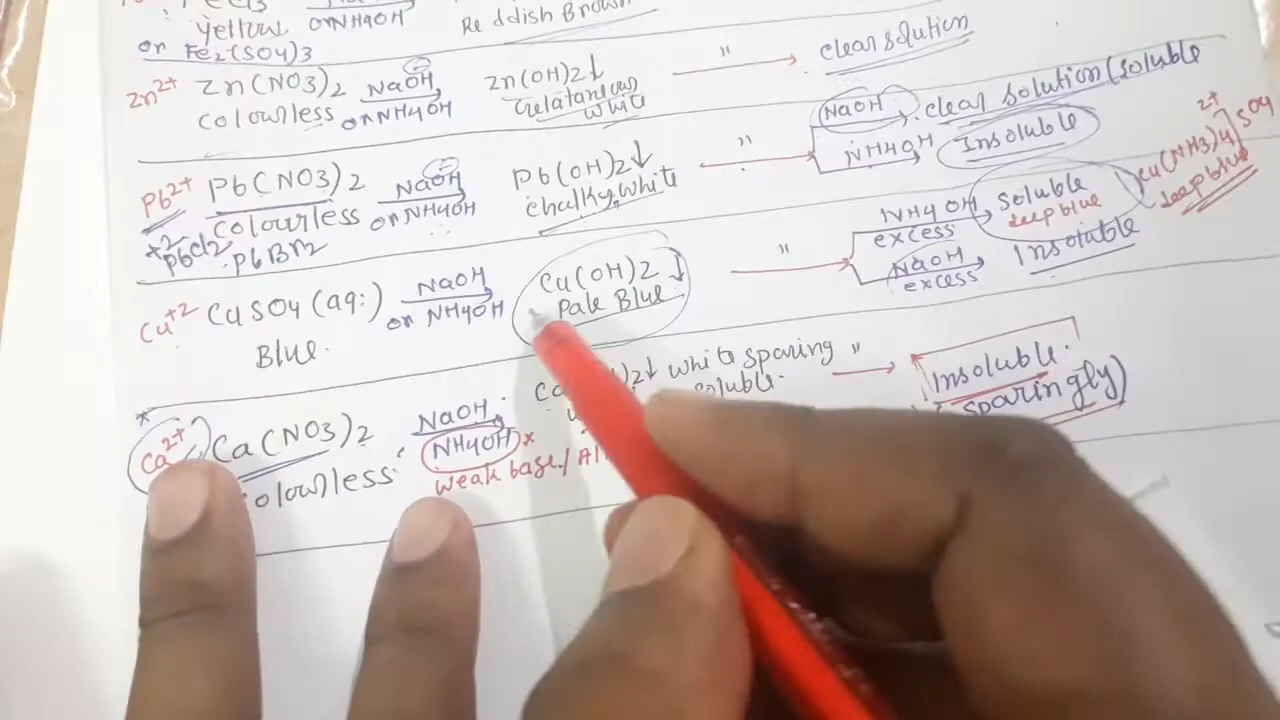 yellow or NH4OH Reddish Brown
or Fe2(SO4)3
Zn2+ Zn(NO3)2 NaOH Zn(OH)2↓ " clear solution
colourless or NH4OH Gelatanious white
Pb2+ Pb(NO3)2 NaOH Pb(OH)2↓ " NaOH clear solution (soluble
colourless or NH4OH chalky white NH4OH Insoluble
PbCl2 PbBr2
Cu+2 CuSO4 (aq:) NaOH Cu(OH)2↓ " NH4OH excess soluble deep blue Cu(NH3)4]2+ SO4 deep blue
Blue. or NH4OH Pale Blue NaOH excess Insoluble
* Ca2+ Ca(NO3)2 NaOH 2↓ white sparing " Insoluble.
colourless. NH4OH × soluble. sparingly)
weak base/